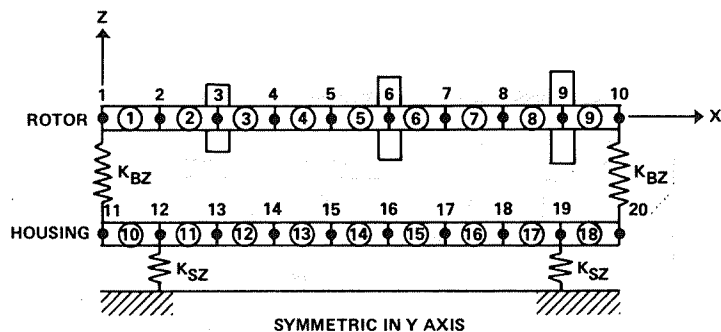 Z
1 2 3 4 5 6 7 8 9 10
ROTOR 1 2 3 4 5 6 7 8 9 X
K_BZ K_BZ
11 12 13 14 15 16 17 18 19 20
HOUSING 10 11 12 13 14 15 16 17 18
K_SZ K_SZ
SYMMETRIC IN Y AXIS